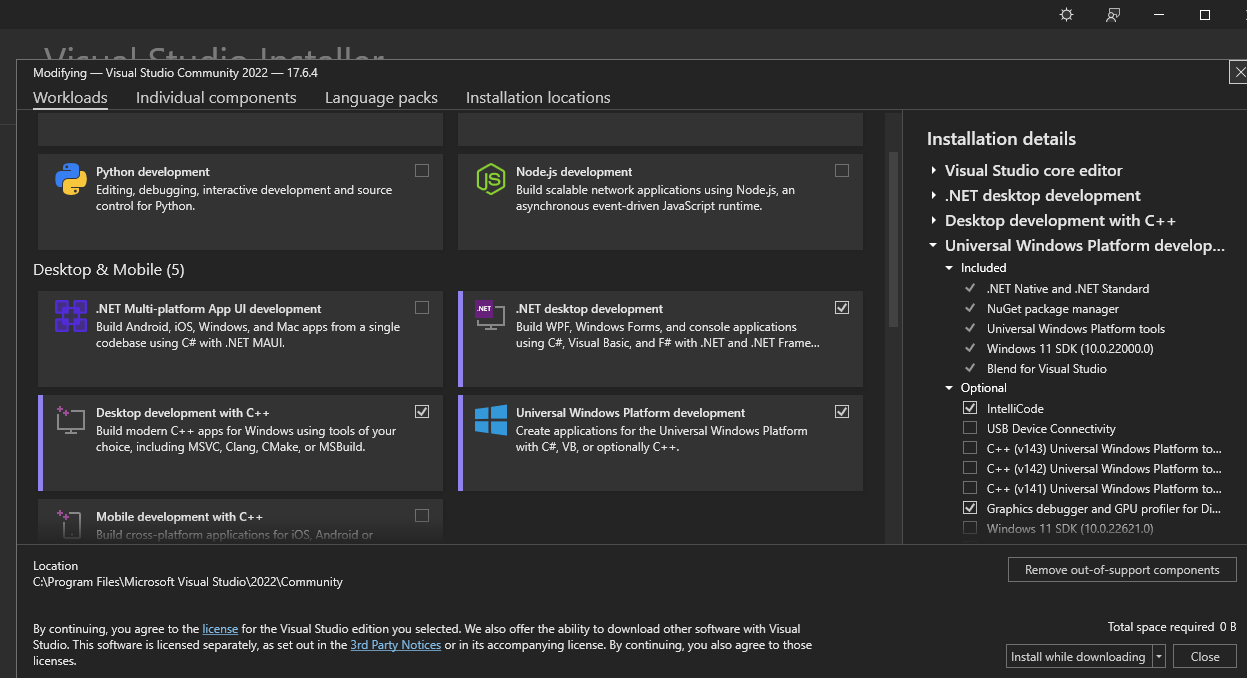 Visual Studio Installer
Modifying — Visual Studio Community 2022 — 17.6.4
Workloads
Individual components
Language packs
Installation locations
Python development
Editing, debugging, interactive development and source
control for Python.
Node.js development
Build scalable network applications using Node.js, an
asynchronous event-driven JavaScript runtime.
Desktop & Mobile (5)
.NET Multi-platform App UI development
Build Android, iOS, Windows, and Mac apps from a single
codebase using C# with .NET MAUI.
.NET
.NET desktop development
Build WPF, Windows Forms, and console applications
using C#, Visual Basic, and F# with .NET and .NET Frame...
Desktop development with C++
Build modern C++ apps for Windows using tools of your
choice, including MSVC, Clang, CMake, or MSBuild.
Universal Windows Platform development
Create applications for the Universal Windows Platform
with C#, VB, or optionally C++.
Mobile development with C++
Build cross-platform applications for iOS, Android or
Installation details
Visual Studio core editor
.NET desktop development
Desktop development with C++
Universal Windows Platform develop...
Included
.NET Native and .NET Standard
NuGet package manager
Universal Windows Platform tools
Windows 11 SDK (10.0.22000.0)
Blend for Visual Studio
Optional
IntelliCode
USB Device Connectivity
C++ (v143) Universal Windows Platform to...
C++ (v142) Universal Windows Platform to...
C++ (v141) Universal Windows Platform to...
Graphics debugger and GPU profiler for Di...
Windows 11 SDK (10.0.22621.0)
Location
C:\Program Files\Microsoft Visual Studio\2022\Community
Remove out-of-support components
By continuing, you agree to the license for the Visual Studio edition you selected. We also offer the ability to download other software with Visual
Studio. This software is licensed separately, as set out in the 3rd Party Notices or in its accompanying license. By continuing, you also agree to those
licenses.
Total space required 0 B
Install while downloading
Close